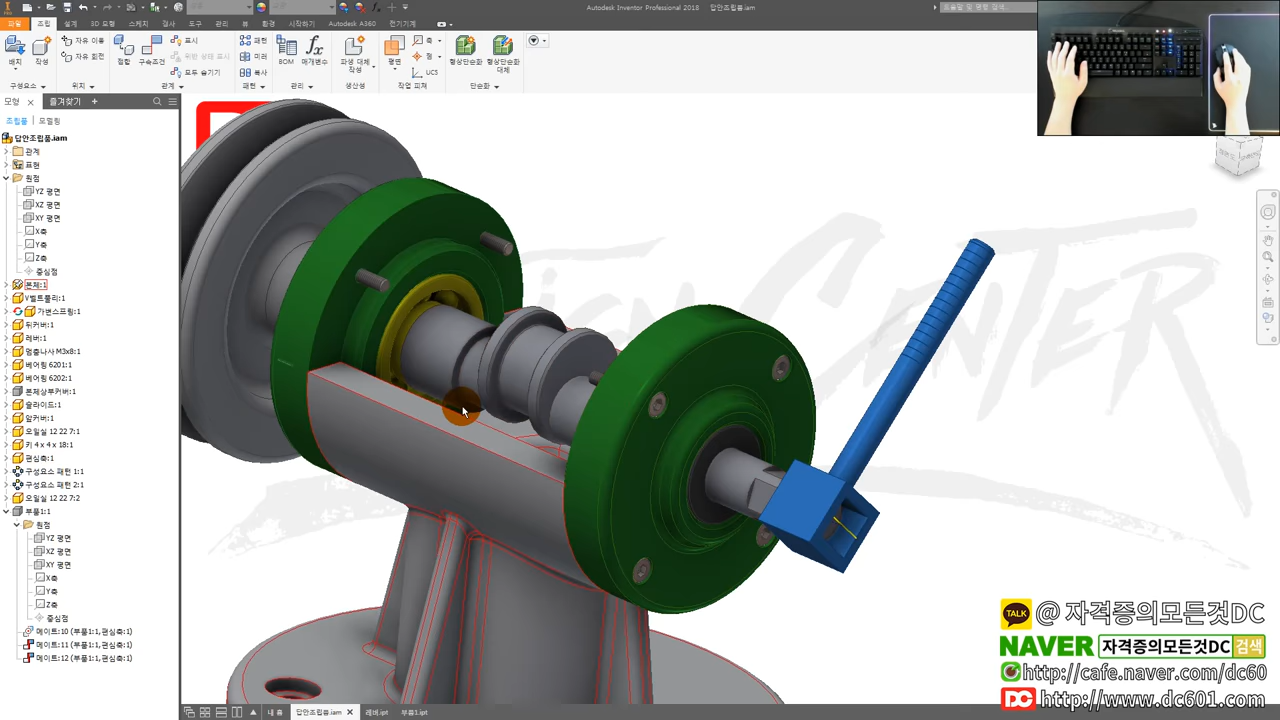 Autodesk Inventor Professional 2018 답안조립품.iam
도움말 및 명령 검색...
파일 조립 설계 3D 모형 스케치 검사 도구 관리 뷰 환경 시작하기 Autodesk A360 전기기계
배치 작성 자유 이동 자유 회전 접합 구속조건 표시 모두 숨기기 패턴 미러 복사 BOM 매개변수 파생 대체 작성 평면 축 점 UCS 형상단순화 형상단순화 대체
구성요소 위치 관계 패턴 관리 생산성 작업 피쳐 단순화
모형 즐겨찾기
조립품 모델링
답안조립품.iam
관계
표현
원점
YZ 평면
XZ 평면
XY 평면
X축
Y축
Z축
중심점
본체:1
V벨트풀리:1
가변스프링:1
뒤커버:1
레버:1
멈춤나사 M3x8:1
베어링 6201:1
베어링 6202:1
본체상부커버:1
슬라이드:1
앞커버:1
오일실 12 22 7:1
키 4 x 4 x 18:1
편심축:1
구성요소 패턴 1:1
구성요소 패턴 2:1
오일실 12 22 7:2
부품1:1
원점
YZ 평면
XZ 평면
XY 평면
X축
Y축
Z축
중심점
메이트:10 (부품1:1,편심축:1)
메이트:11 (부품1:1,편심축:1)
메이트:12 (부품1:1,편심축:1)
TALK @ 자격증의모든것DC
NAVER 자격증의모든것DC 검색
http://cafe.naver.com/dc60
DC http://www.dc601.com
내 홈 답안조립품.iam 레버.ipt 부품1.ipt